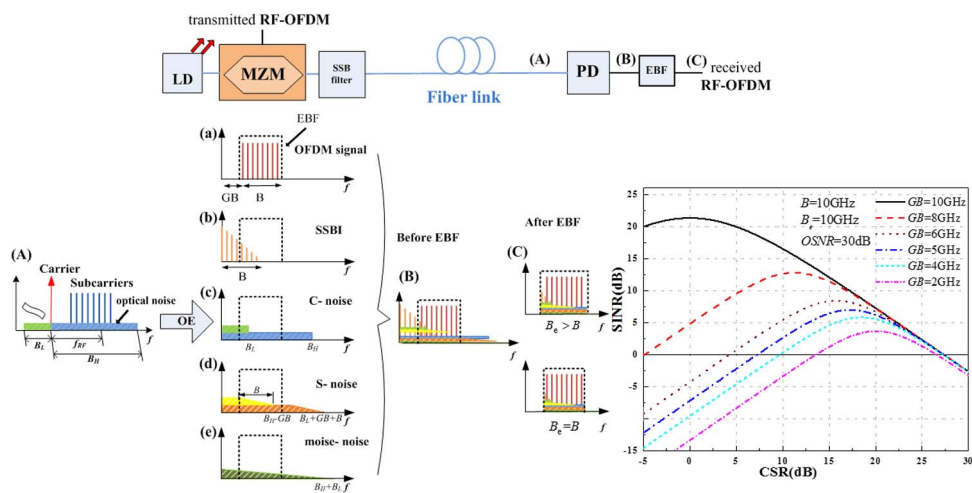 transmitted RF-OFDM
LD
MZM
SSB
filter
Fiber link
(A)
PD
(B)
EBF
(C)
received
RF-OFDM
(a)
EBF
OFDM signal
GB
B
f
(b)
SSBI
B
f
(A)
Carrier
Subcarriers
optical noise
f
B_L
f_RF
B_H
OE
(c)
C- noise
B_L
B_H
f
(d)
S- noise
B
B_H-GB
B_L+GB+B
f
(e)
moise- noise
B_H+B_L
f
Before EBF
(B)
f
After EBF
(C)
B_e > B
f
B_e=B
f
SINR(dB)
25
20
15
10
5
0
-5
-10
-15
-5
0
5
10
15
20
25
30
CSR(dB)
B=10GHz
B_e=10GHz
OSNR=30dB
GB=10GHz
GB=8GHz
GB=6GHz
GB=5GHz
GB=4GHz
GB=2GHz